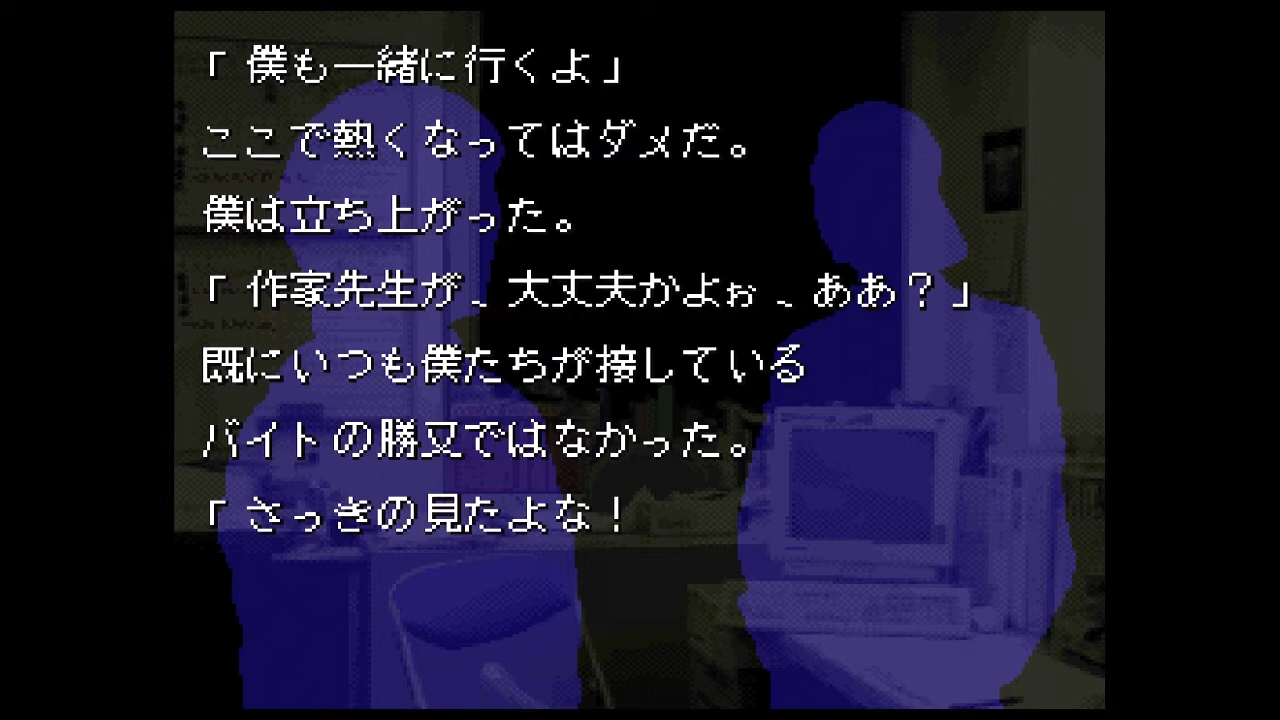 「僕も一緒に行くよ」
ここで熱くなってはダメだ。
僕は立ち上がった。
「作家先生が、大丈夫かよぉ、ああ？」
既にいつも僕たちが接している
バイトの勝又ではなかった。
「さっきの見たよな！